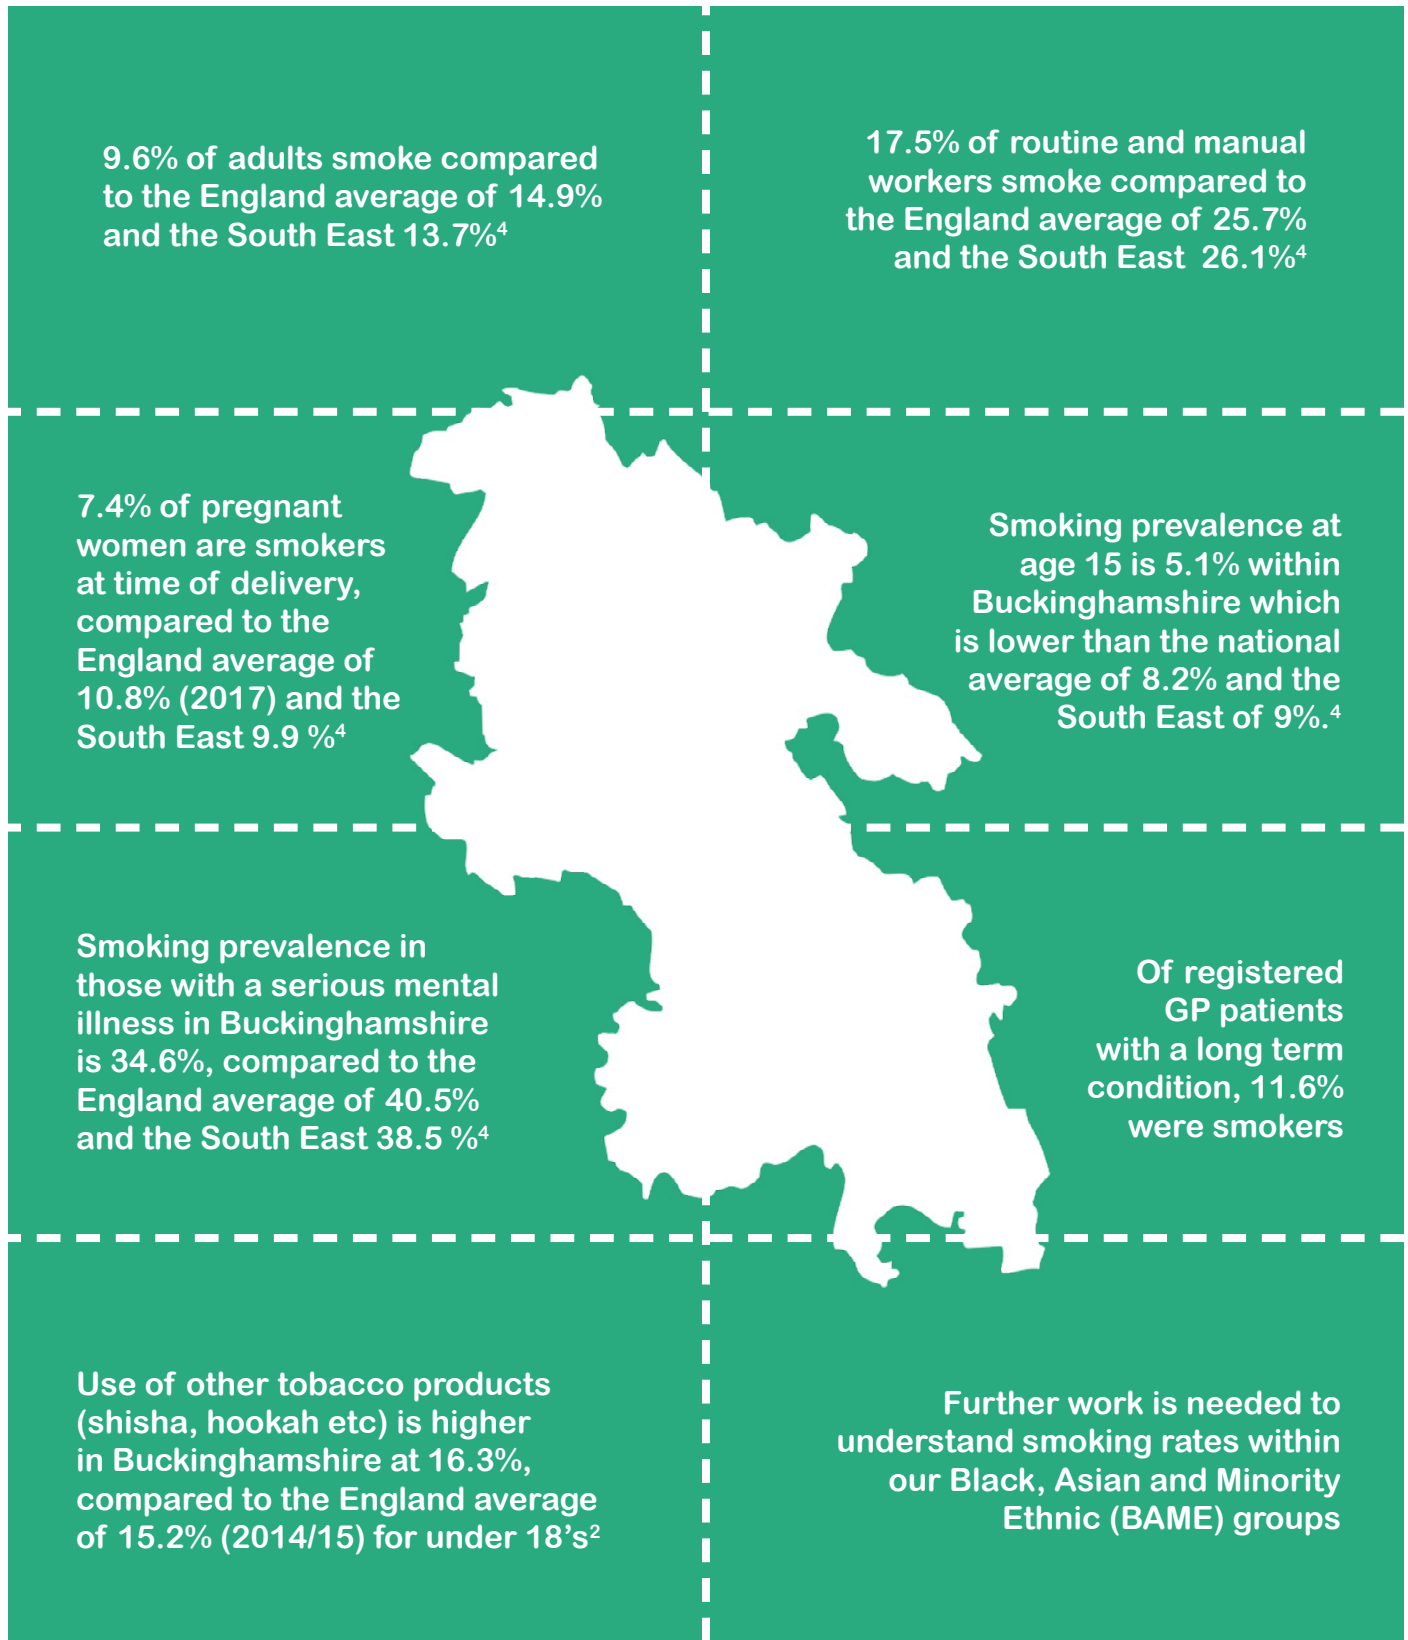 9.6% of adults smoke compared
to the England average of 14.9%
and the South East 13.7%⁴
17.5% of routine and manual
workers smoke compared to
the England average of 25.7%
and the South East 26.1%⁴
7.4% of pregnant
women are smokers
at time of delivery,
compared to the
England average of
10.8% (2017) and the
South East 9.9 %⁴
Smoking prevalence at
age 15 is 5.1% within
Buckinghamshire which
is lower than the national
average of 8.2% and the
South East of 9%.⁴
Smoking prevalence in
those with a serious mental
illness in Buckinghamshire
is 34.6%, compared to the
England average of 40.5%
and the South East 38.5 %⁴
Of registered
GP patients
with a long term
condition, 11.6%
were smokers
Use of other tobacco products
(shisha, hookah etc) is higher
in Buckinghamshire at 16.3%,
compared to the England average
of 15.2% (2014/15) for under 18's²
Further work is needed to
understand smoking rates within
our Black, Asian and Minority
Ethnic (BAME) groups